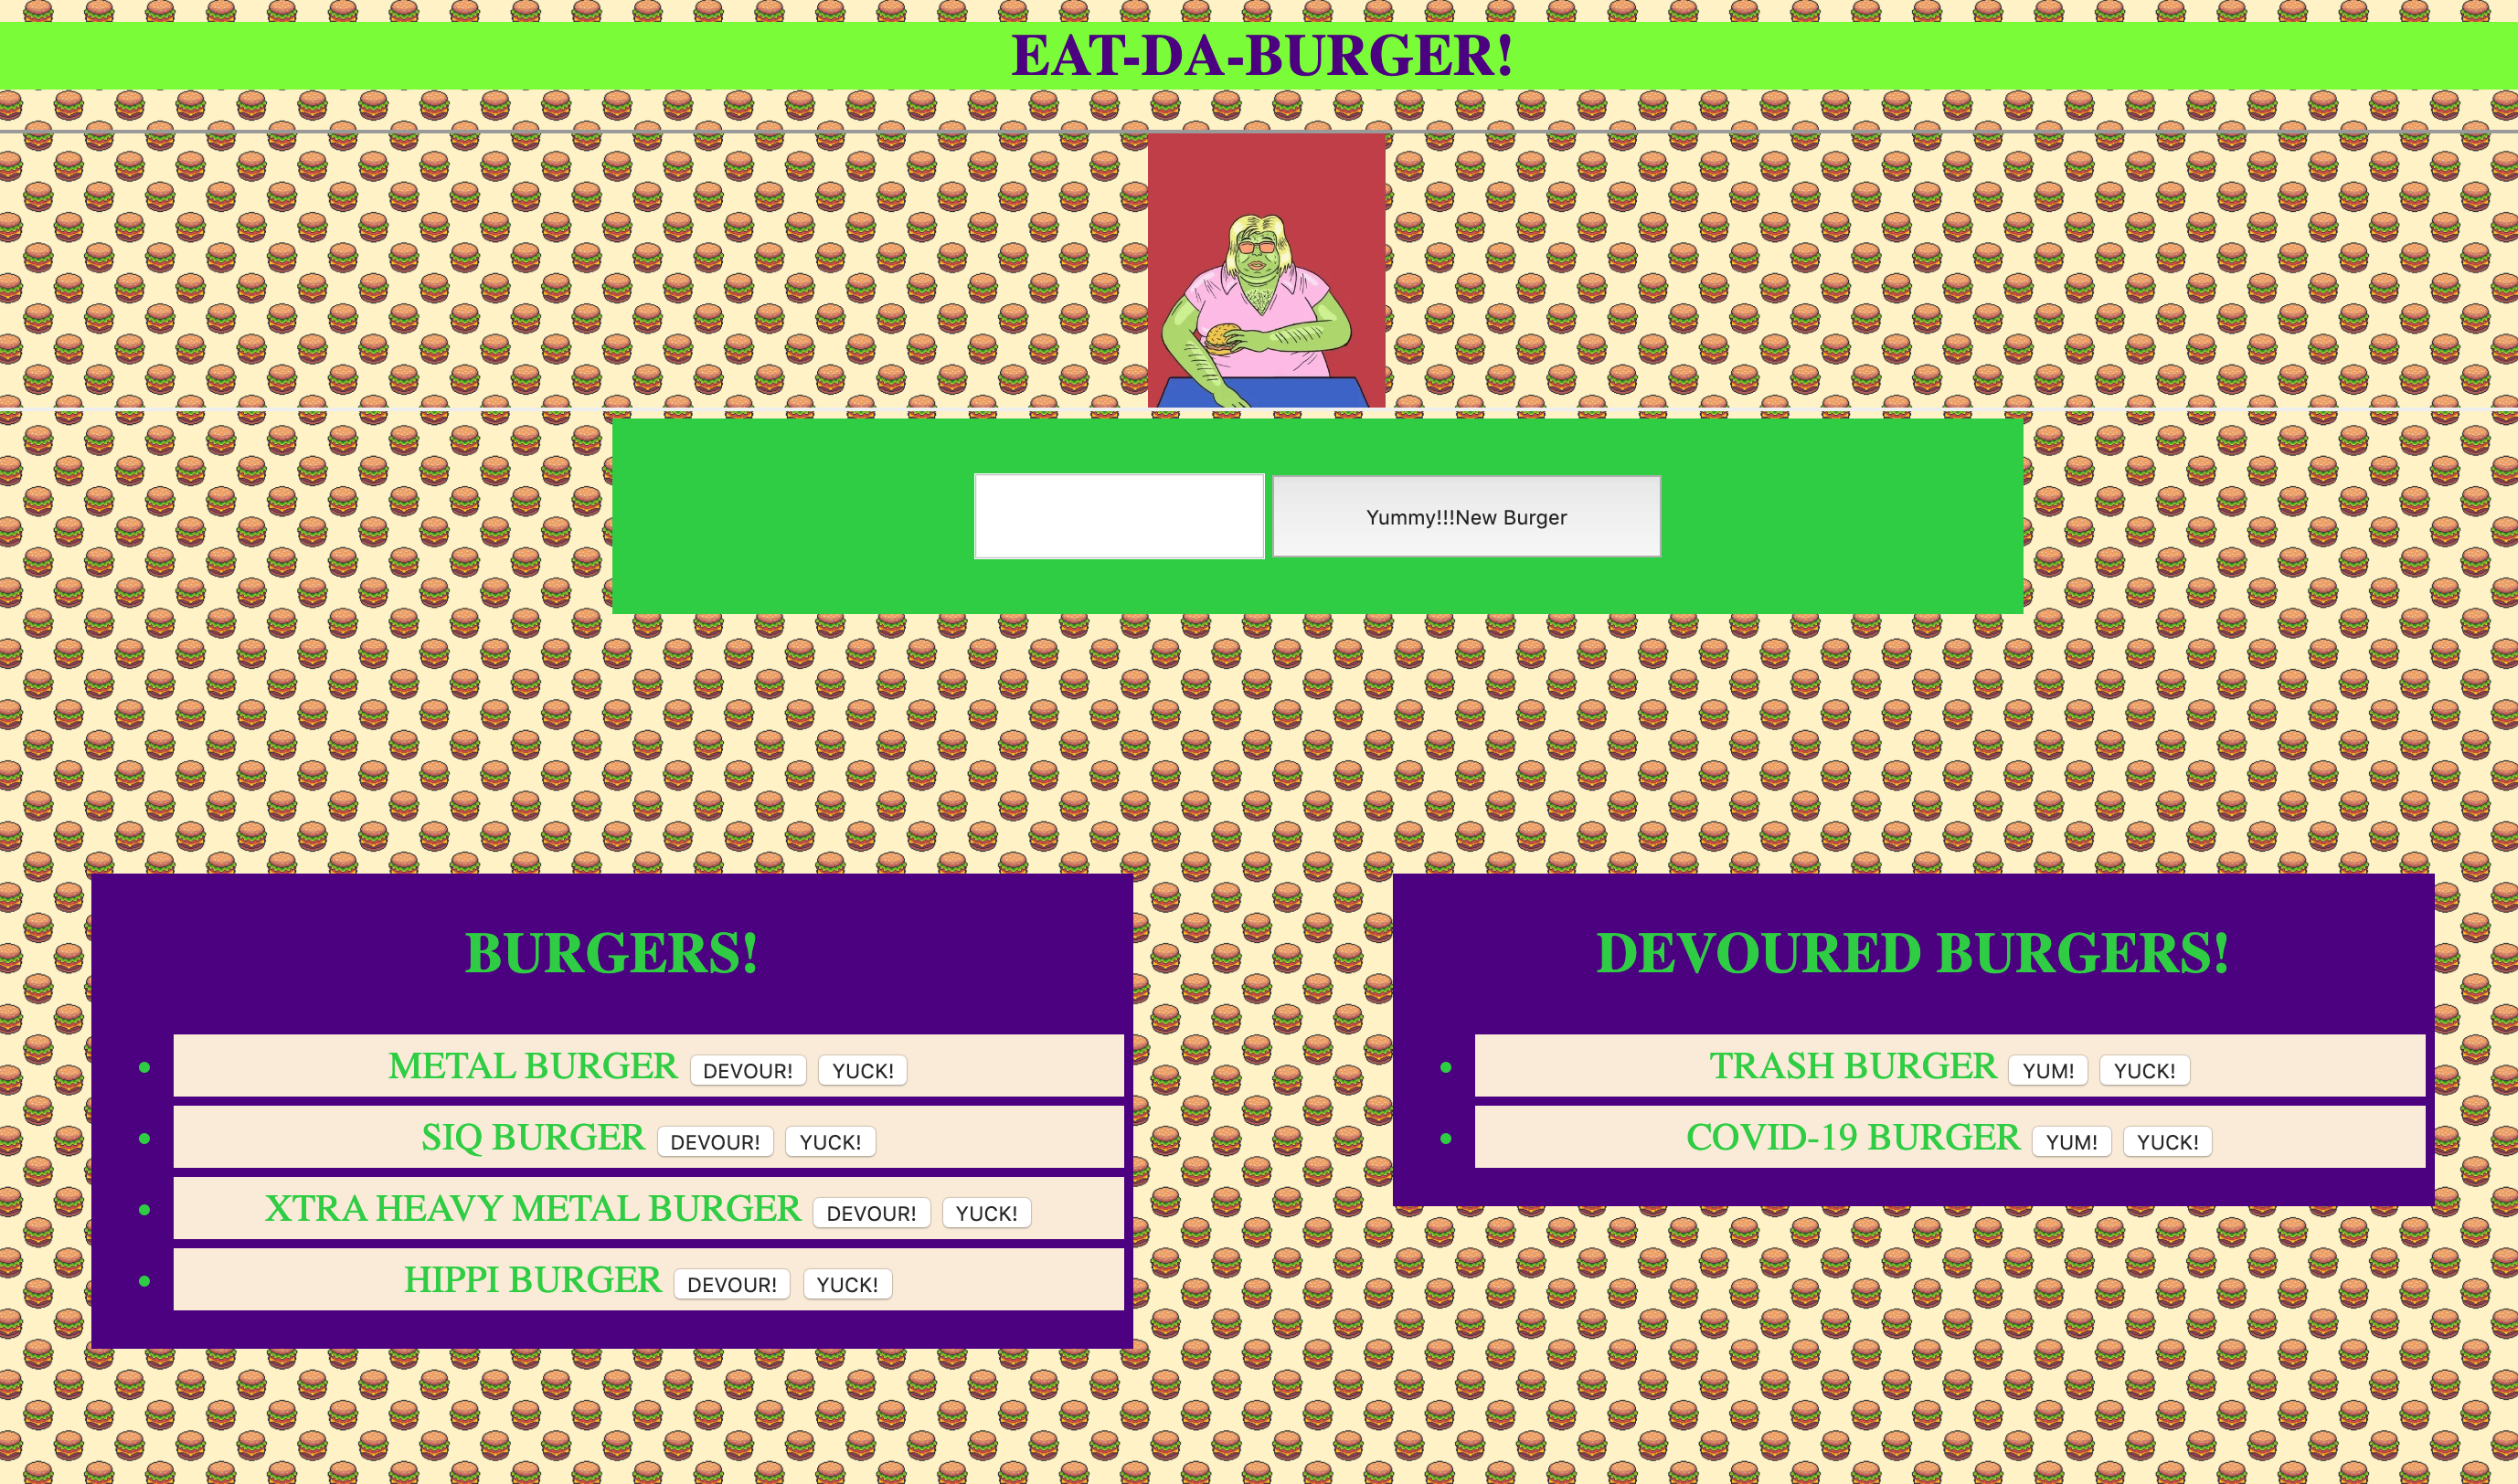 EAT-DA-BURGER!
Yummy!!!New Burger
BURGERS!
METAL BURGER DEVOUR! YUCK!
SIQ BURGER DEVOUR! YUCK!
XTRA HEAVY METAL BURGER DEVOUR! YUCK!
HIPPI BURGER DEVOUR! YUCK!
DEVOURED BURGERS!
TRASH BURGER YUM! YUCK!
COVID-19 BURGER YUM! YUCK!